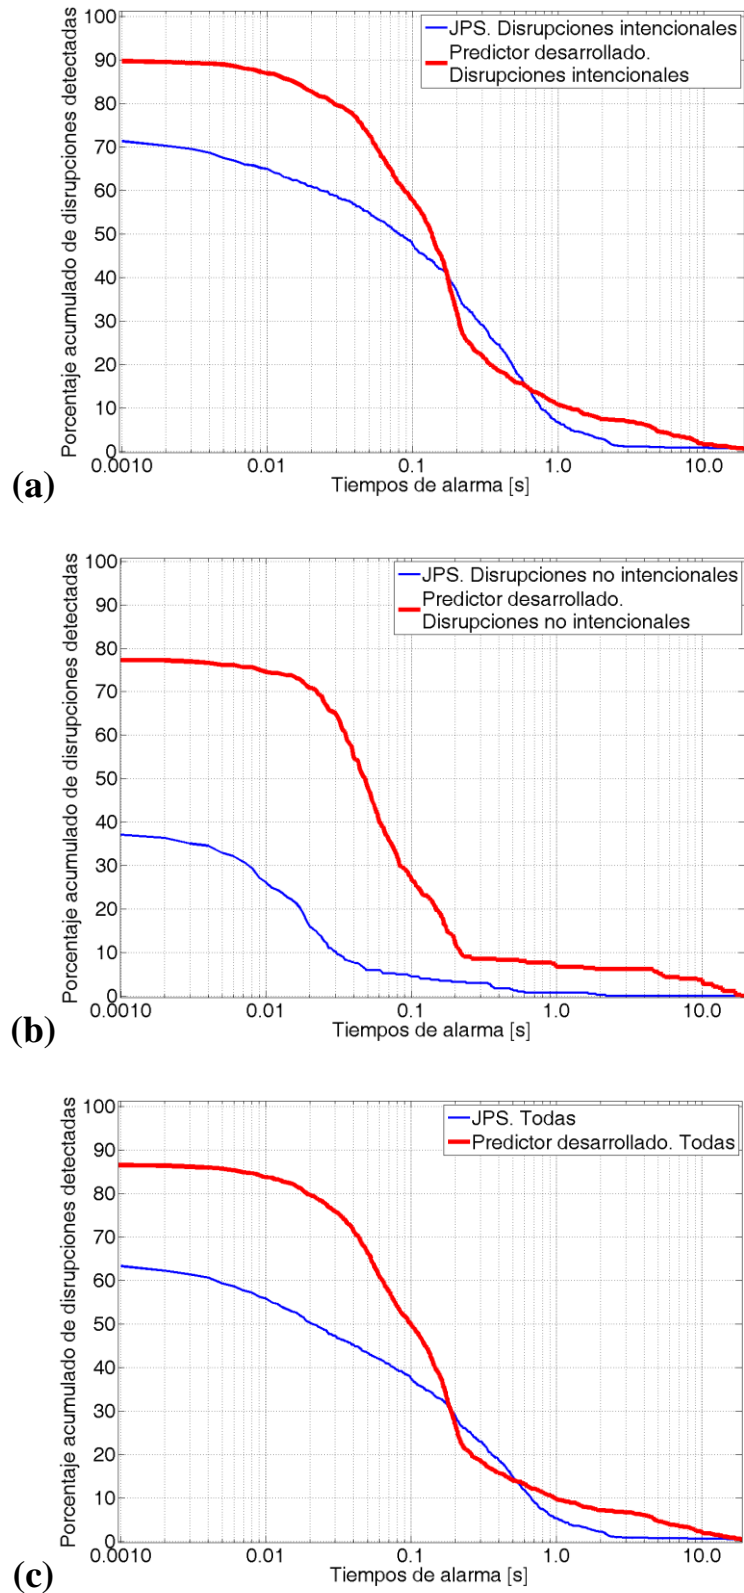 100
90
80
70
60
50
40
30
20
10
0
Porcentaje acumulado de disrupciones detectadas
JPS. Disrupciones intencionales
Predictor desarrollado.
Disrupciones intencionales
0.0010 0.01 0.1 1.0 10.0
Tiempos de alarma [s]
(a)
100
90
80
70
60
50
40
30
20
10
0
Porcentaje acumulado de disrupciones detectadas
JPS. Disrupciones no intencionales
Predictor desarrollado.
Disrupciones no intencionales
0.0010 0.01 0.1 1.0 10.0
Tiempos de alarma [s]
(b)
100
90
80
70
60
50
40
30
20
10
0
Porcentaje acumulado de disrupciones detectadas
JPS. Todas
Predictor desarrollado. Todas
0.0010 0.01 0.1 1.0 10.0
Tiempos de alarma [s]
(c)